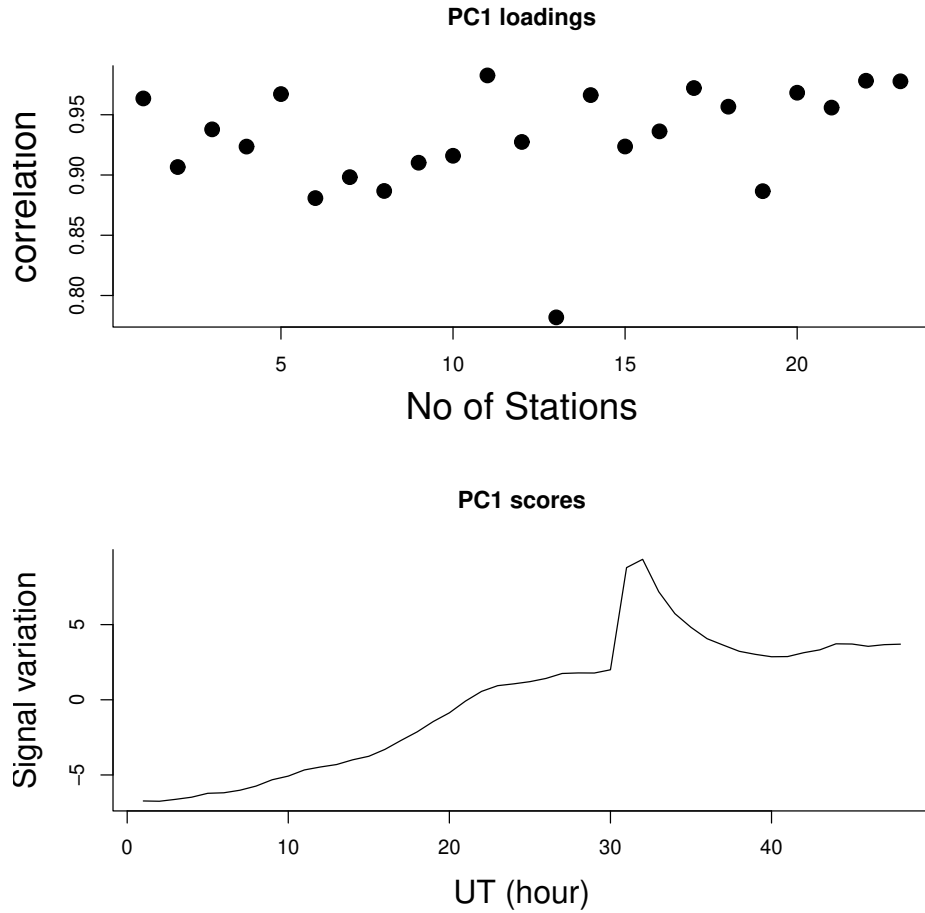 PC1 loadings
correlation
0.95
0.90
0.85
0.80
5 10 15 20
No of Stations
PC1 scores
Signal variation
5
0
−5
0 10 20 30 40
UT (hour)